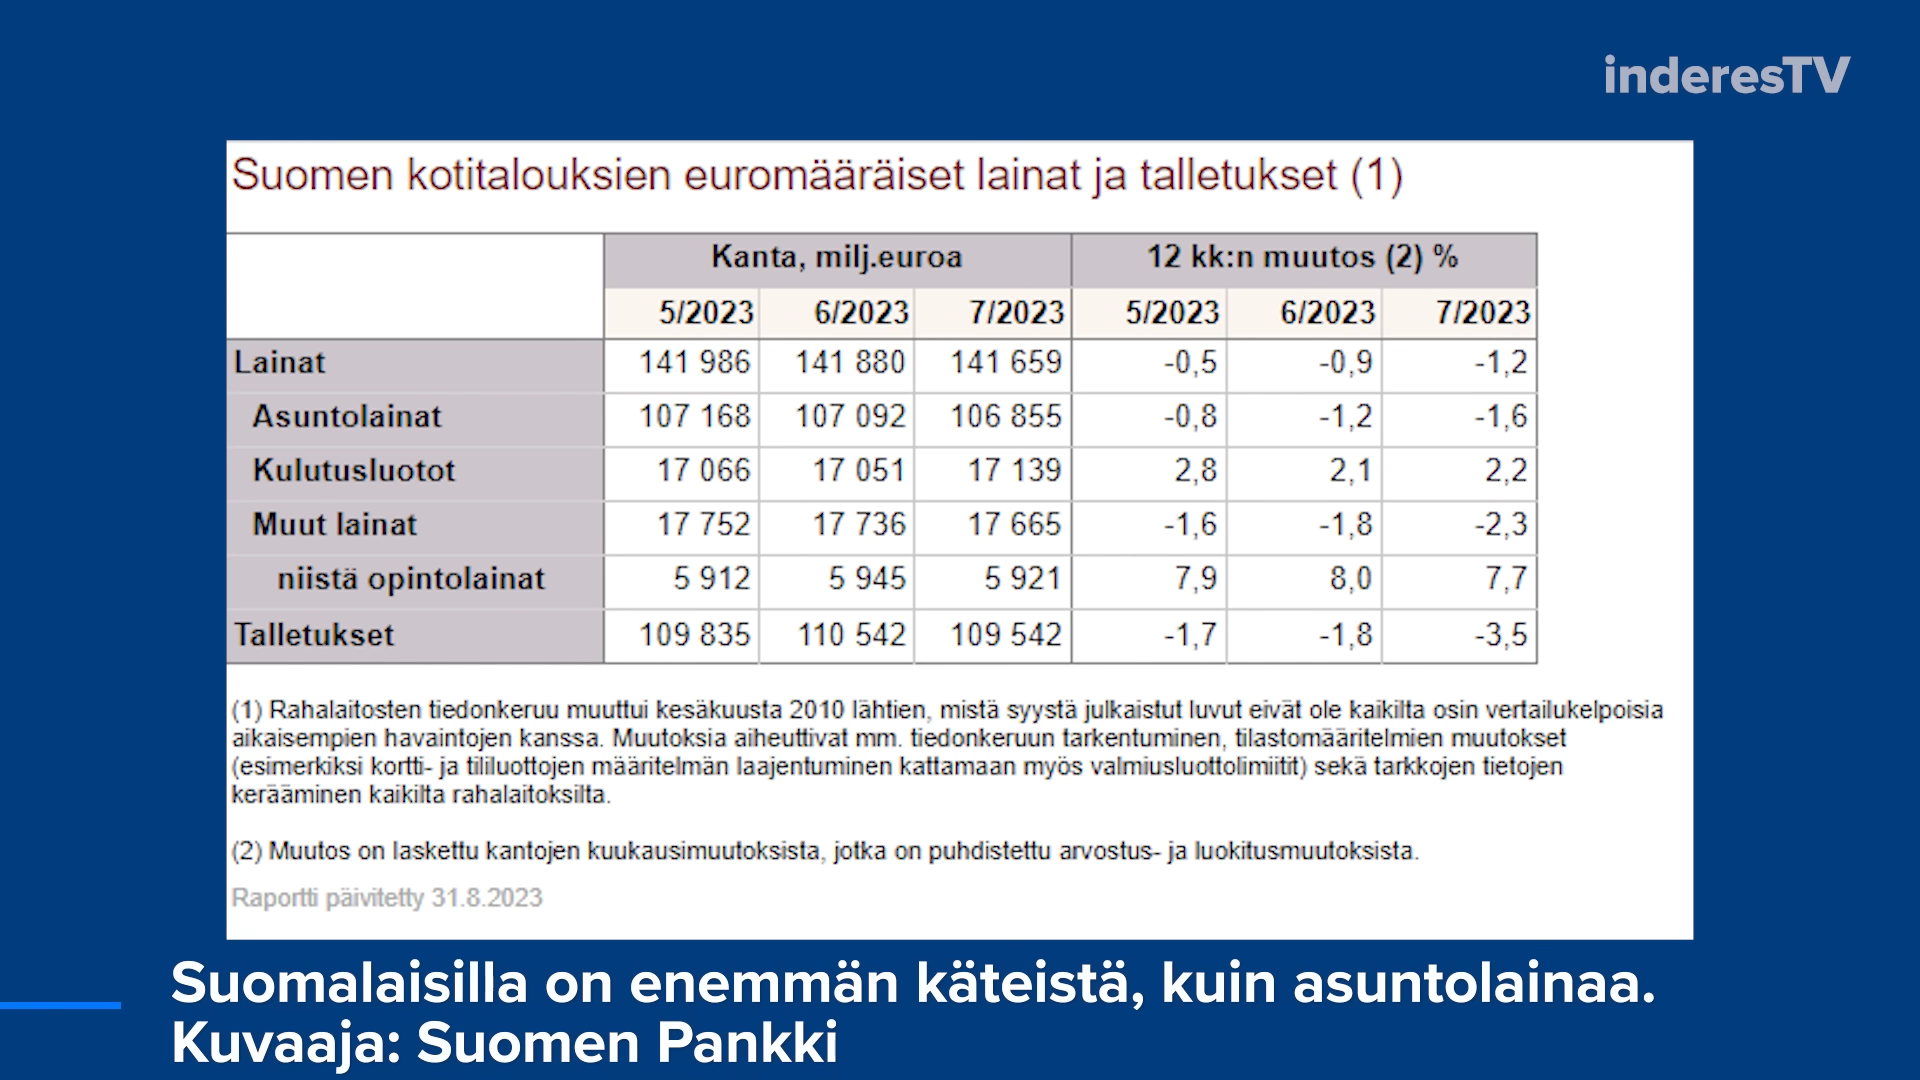 inderesTV
Suomen kotitalouksien euromääräiset lainat ja talletukset (1)
Kanta, milj.euroa 12 kk:n muutos (2) %
5/2023 6/2023 7/2023 5/2023 6/2023 7/2023
Lainat 141 986 141 880 141 659 -0,5 -0,9 -1,2
Asuntolainat 107 168 107 092 106 855 -0,8 -1,2 -1,6
Kulutusluotot 17 066 17 051 17 139 2,8 2,1 2,2
Muut lainat 17 752 17 736 17 665 -1,6 -1,8 -2,3
niistä opintolainat 5 912 5 945 5 921 7,9 8,0 7,7
Talletukset 109 835 110 542 109 542 -1,7 -1,8 -3,5
(1) Rahalaitosten tiedonkeruu muuttui kesäkuusta 2010 lähtien, mistä syystä julkaistut luvut eivät ole kaikilta osin vertailukelpoisia
aikaisempien havaintojen kanssa. Muutoksia aiheuttivat mm. tiedonkeruun tarkentuminen, tilastomääritelmien muutokset
(esimerkiksi kortti- ja tililuottojen määritelmän laajentuminen kattamaan myös valmiusluottolimiitit) sekä tarkkojen tietojen
kerääminen kaikilta rahalaitoksilta.
(2) Muutos on laskettu kantojen kuukausimuutoksista, jotka on puhdistettu arvostus- ja luokitusmuutoksista.
Raportti päivitetty 31.8.2023
Suomalaisilla on enemmän käteistä, kuin asuntolainaa.
Kuvaaja: Suomen Pankki